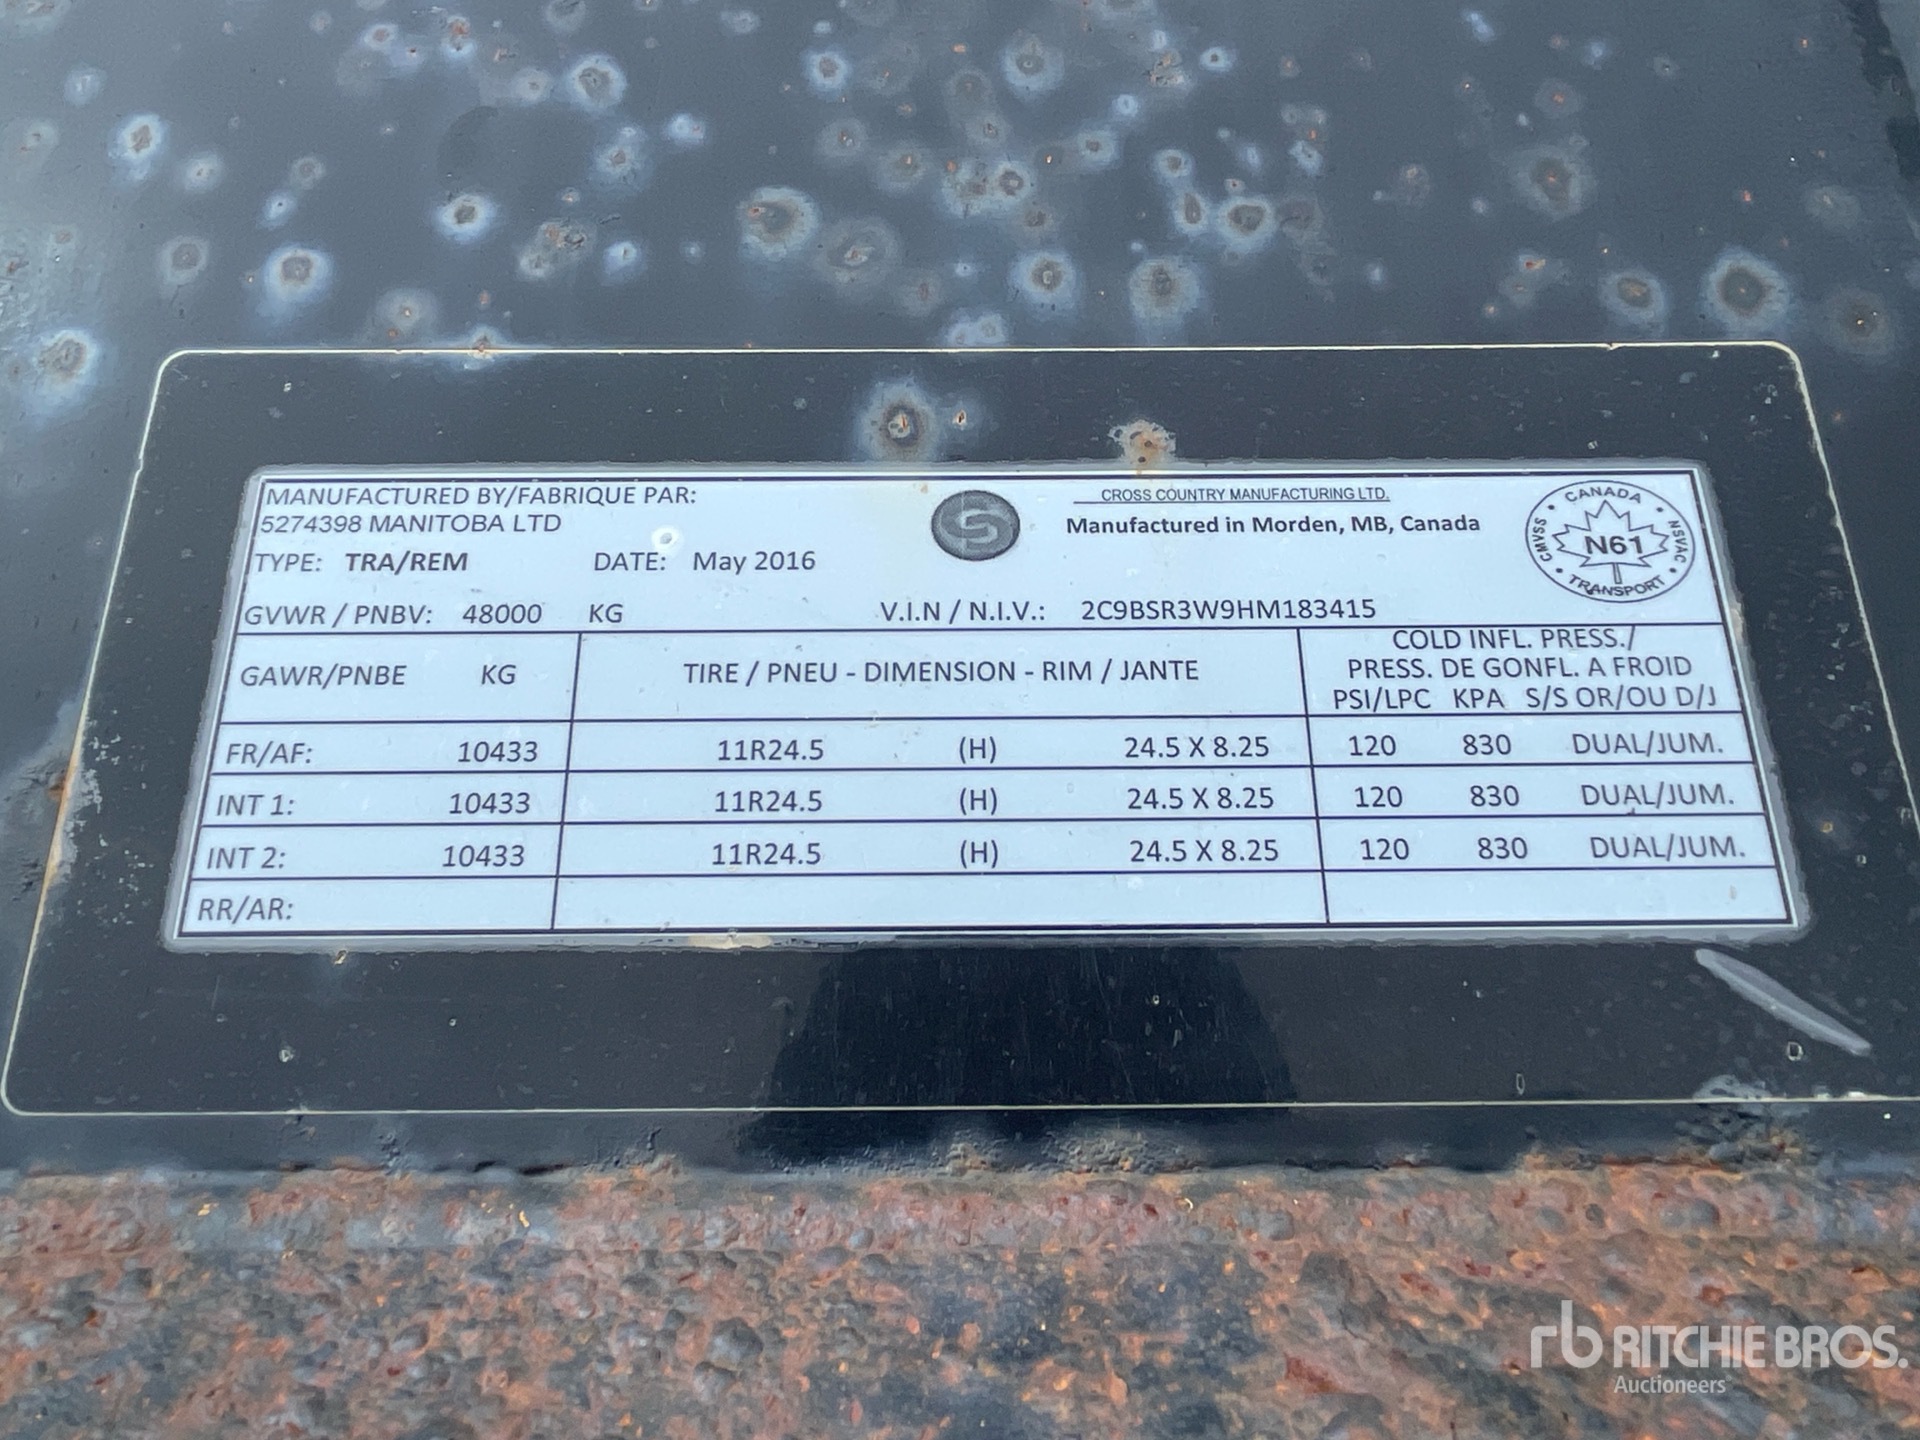 MANUFACTURED BY/FABRIQUE PAR:
5274398 MANITOBA LTD
CROSS COUNTRY MANUFACTURING LTD.
Manufactured in Morden, MB, Canada
CANADA
CMVSS
N61
NSVAC
TRANSPORT
TYPE: TRA/REM DATE: May 2016
GVWR / PNBV: 48000 KG V.I.N / N.I.V.: 2C9BSR3W9HM183415
GAWR/PNBE KG TIRE / PNEU - DIMENSION - RIM / JANTE
COLD INFL. PRESS./
PRESS. DE GONFL. A FROID
PSI/LPC KPA S/S OR/OU D/J
FR/AF: 10433 11R24.5 (H) 24.5 X 8.25 120 830 DUAL/JUM.
INT 1: 10433 11R24.5 (H) 24.5 X 8.25 120 830 DUAL/JUM.
INT 2: 10433 11R24.5 (H) 24.5 X 8.25 120 830 DUAL/JUM.
RR/AR:
rb RITCHIE BROS.
Auctioneers